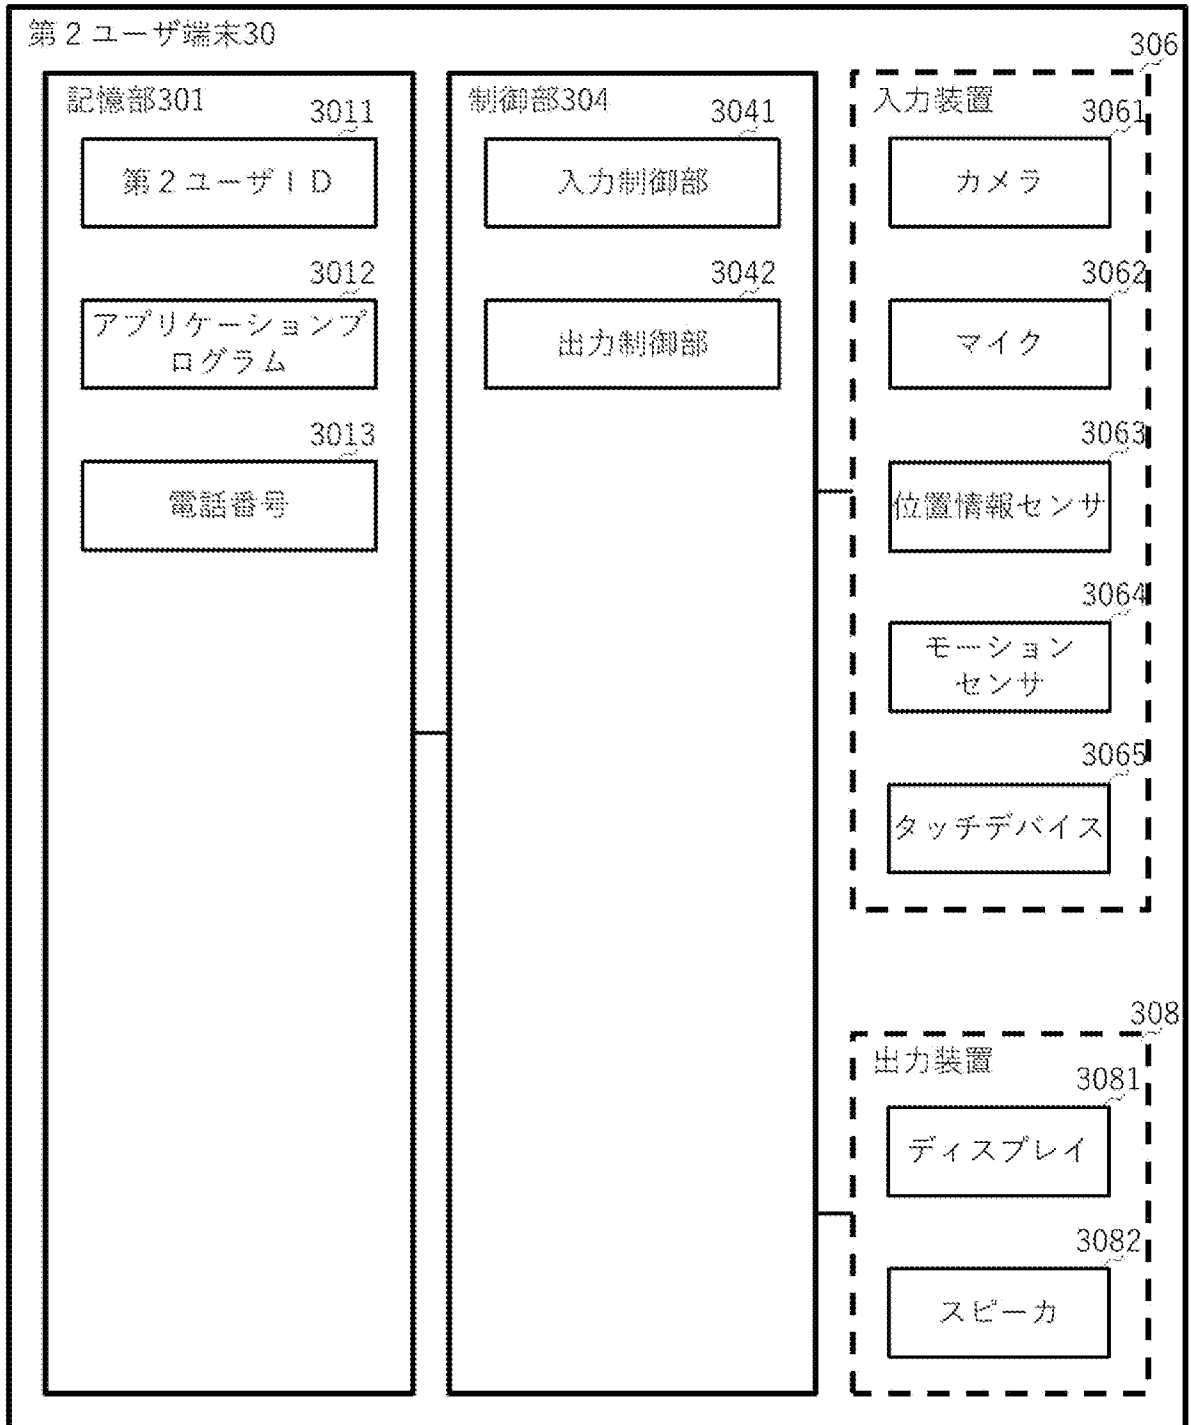 第２ユーザ端末30
記憶部301
3011
第２ユーザＩＤ
3012
アプリケーションプ
ログラム
3013
電話番号
制御部304
3041
入力制御部
3042
出力制御部
306
入力装置
3061
カメラ
3062
マイク
3063
位置情報センサ
3064
モーション
センサ
3065
タッチデバイス
308
出力装置
3081
ディスプレイ
3082
スピーカ